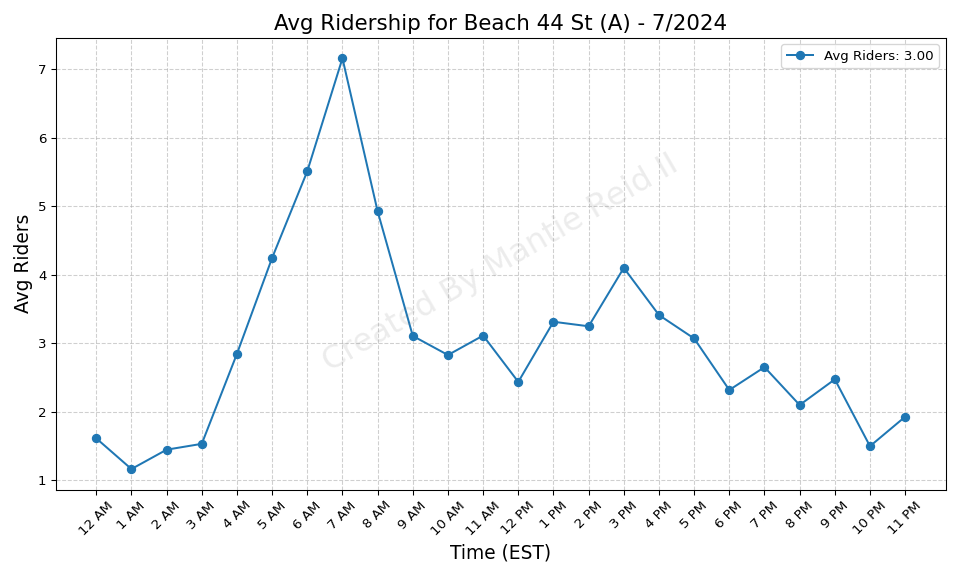 Avg Ridership for Beach 44 St (A) - 7/2024
Avg Riders: 3.00
7
6
5
4
3
2
1
Avg Riders
Created By Mantie Reid II
12 AM
1 AM
2 AM
3 AM
4 AM
5 AM
6 AM
7 AM
8 AM
9 AM
10 AM
11 AM
12 PM
1 PM
2 PM
3 PM
4 PM
5 PM
6 PM
7 PM
8 PM
9 PM
10 PM
11 PM
Time (EST)